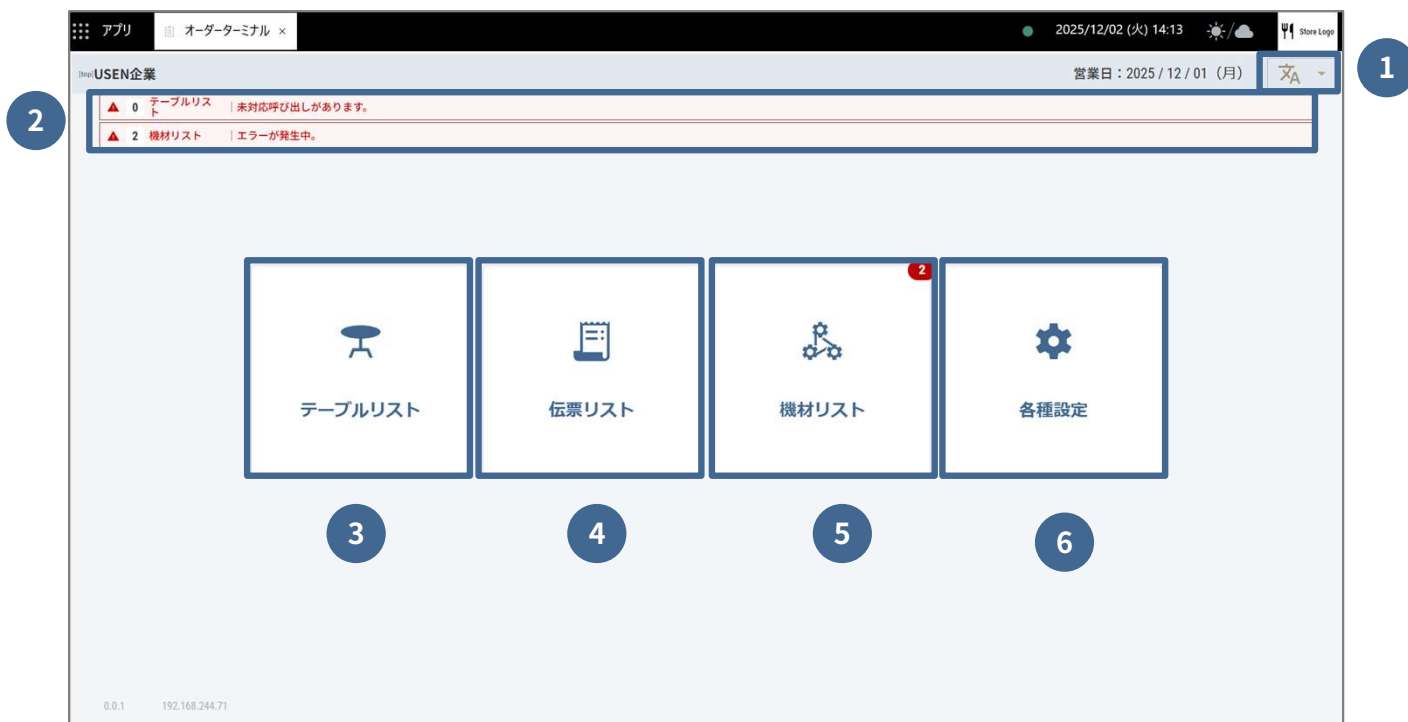 アプリ オーダーターミナル × 2025/12/02 (火) 14:13 Store Logo
[top]USEN企業 営業日：2025 / 12 / 01（月） 文A 1
2
0 テーブルリスト |未対応呼び出しがあります。
2 機材リスト |エラーが発生中。
2
テーブルリスト 伝票リスト 機材リスト 各種設定
3 4 5 6
0.0.1 192.168.244.71